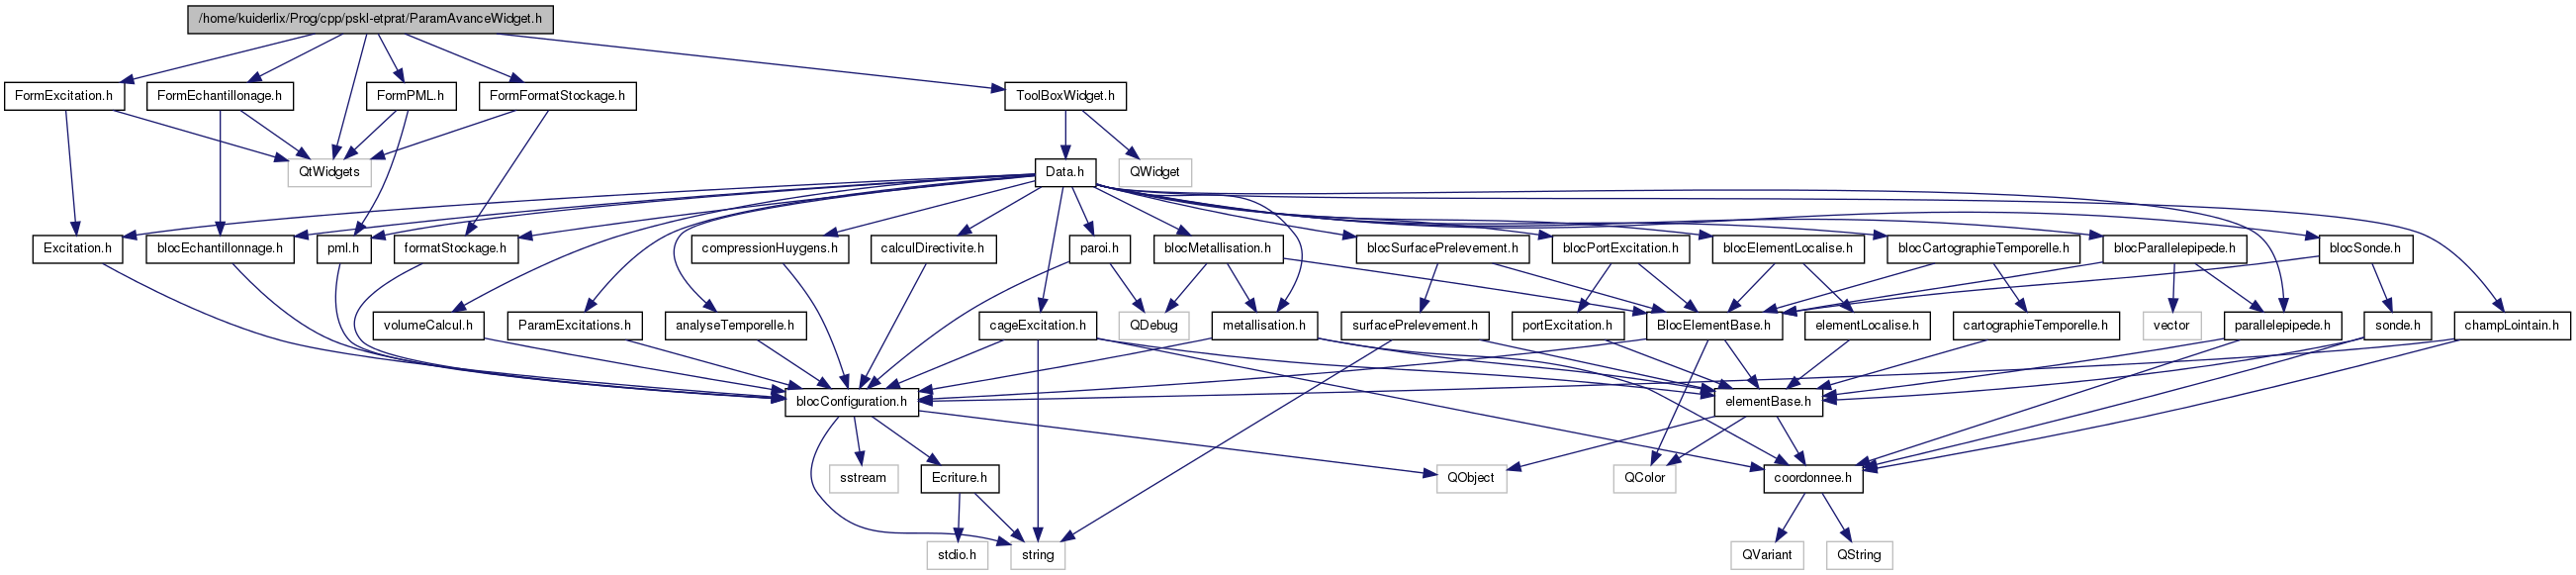 /home/kuiderlix/Prog/cpp/pskl-etprat/ParamAvanceWidget.h
FormExcitation.h
FormEchantillonage.h
FormPML.h
FormFormatStockage.h
ToolBoxWidget.h
QtWidgets
Data.h
QWidget
Excitation.h
blocEchantillonnage.h
pml.h
formatStockage.h
compressionHuygens.h
calculDirectivite.h
paroi.h
blocMetallisation.h
blocSurfacePrelevement.h
blocPortExcitation.h
blocElementLocalise.h
blocCartographieTemporelle.h
blocParallelepipede.h
blocSonde.h
volumeCalcul.h
ParamExcitations.h
analyseTemporelle.h
cageExcitation.h
QDebug
metallisation.h
surfacePrelevement.h
portExcitation.h
BlocElementBase.h
elementLocalise.h
cartographieTemporelle.h
vector
parallelepipede.h
sonde.h
champLointain.h
blocConfiguration.h
elementBase.h
sstream
Ecriture.h
QObject
QColor
coordonnee.h
stdio.h
string
QVariant
QString